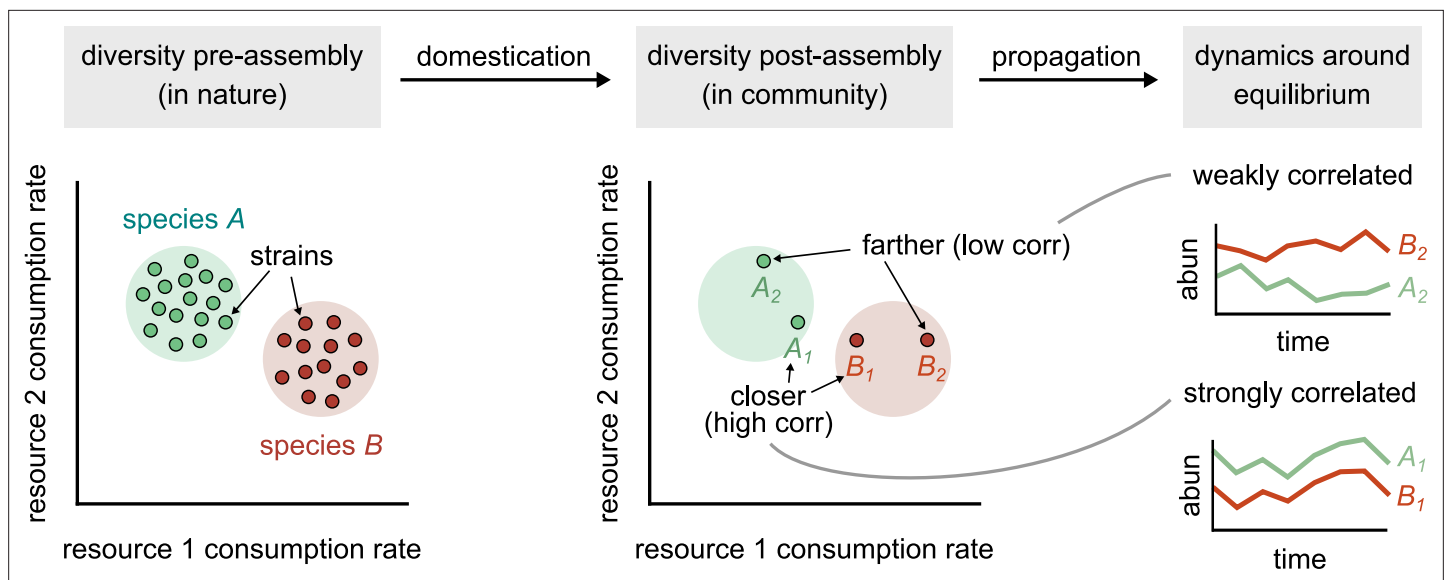 diversity pre-assembly
(in nature)
domestication
diversity post-assembly
(in community)
propagation
dynamics around
equilibrium
resource 2 consumption rate
species A
strains
species B
resource 1 consumption rate
resource 2 consumption rate
farther (low corr)
A2
A1
B1
B2
closer
(high corr)
resource 1 consumption rate
weakly correlated
abun
B2
A2
time
strongly correlated
abun
A1
B1
time